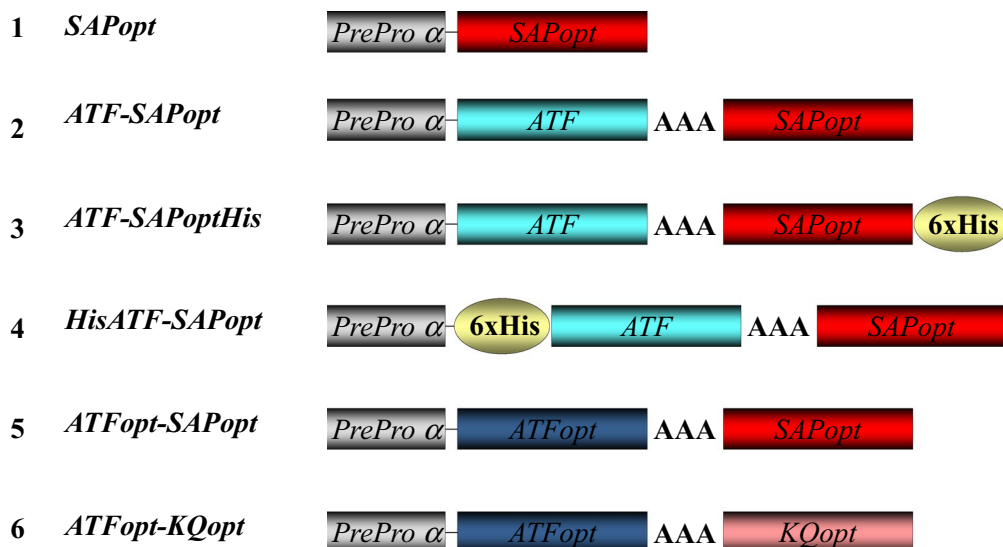 1 SAPopt PrePro α SAPopt
2 ATF-SAPopt PrePro α ATF AAA SAPopt
3 ATF-SAPoptHis PrePro α ATF AAA SAPopt 6xHis
4 HisATF-SAPopt PrePro α 6xHis ATF AAA SAPopt
5 ATFopt-SAPopt PrePro α ATFopt AAA SAPopt
6 ATFopt-KQopt PrePro α ATFopt AAA KQopt